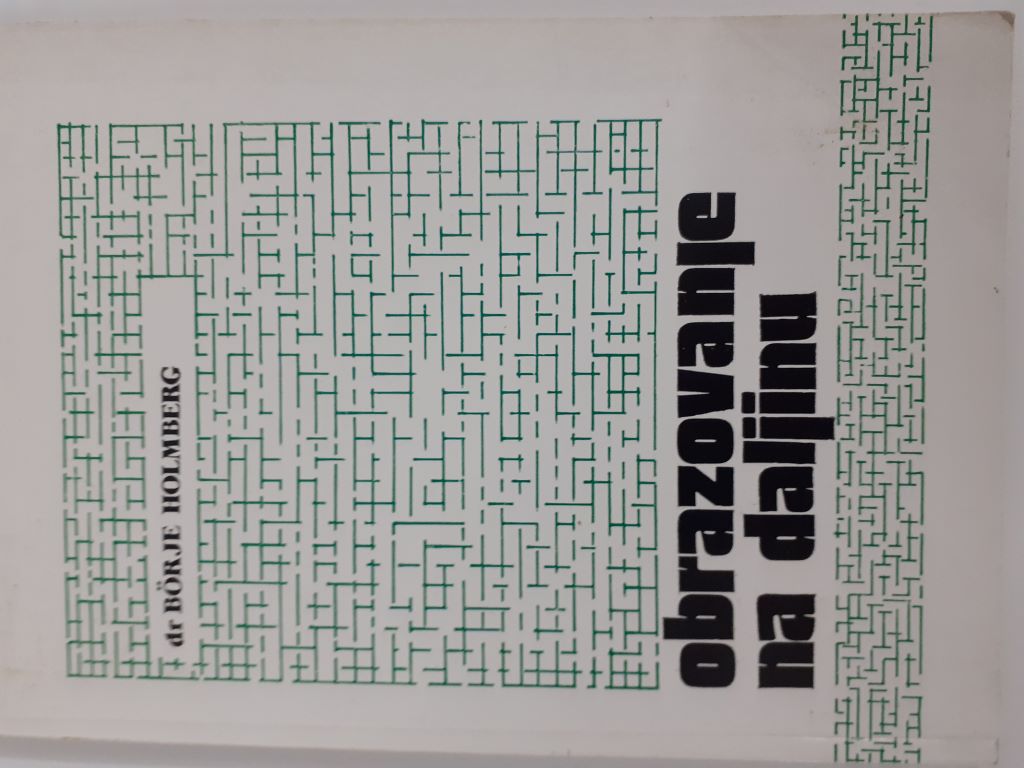 dr BÖRJE HOLMBERG
obrazovanje
na daljinu